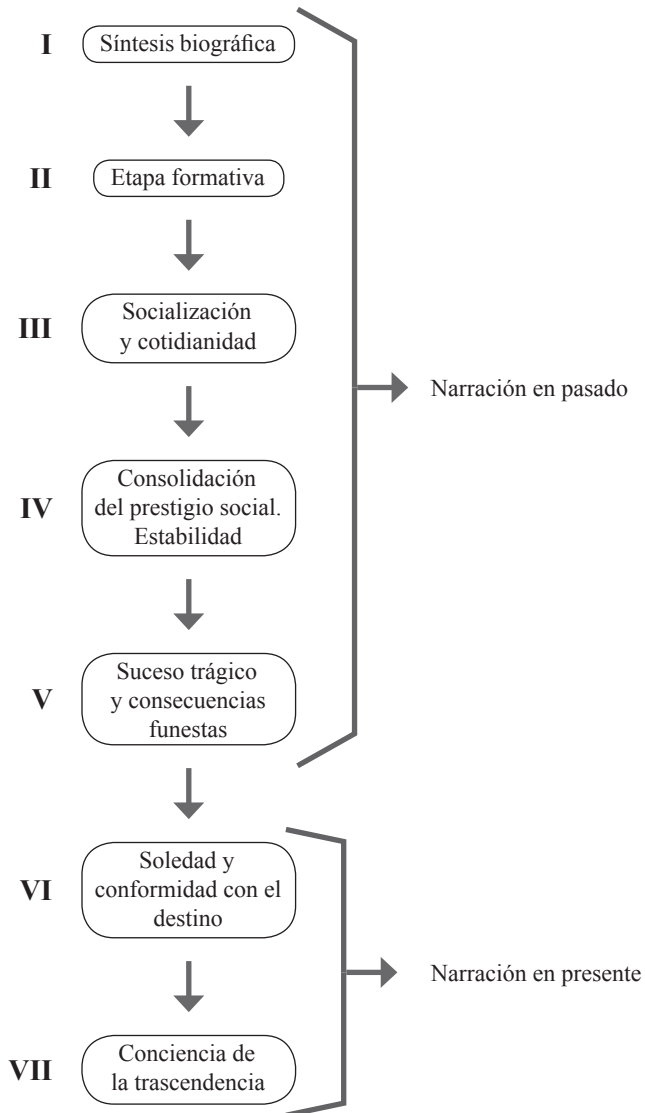 I Síntesis biográfica
II Etapa formativa
III Socialización
y cotidianidad
Narración en pasado
IV Consolidación
del prestigio social.
Estabilidad
V Suceso trágico
y consecuencias
funestas
VI Soledad y
conformidad con el
destino
Narración en presente
VII Conciencia de
la trascendencia